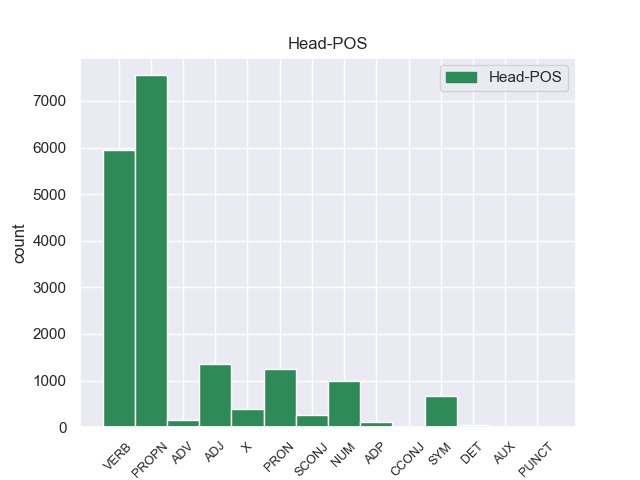 Head-POS
Head-POS
7000
6000
5000
4000
3000
2000
1000
0
count
VERB
PROPN
ADV
ADJ
X
PRON
SCONJ
NUM
ADP
CCONJ
SYM
DET
AUX
PUNCT